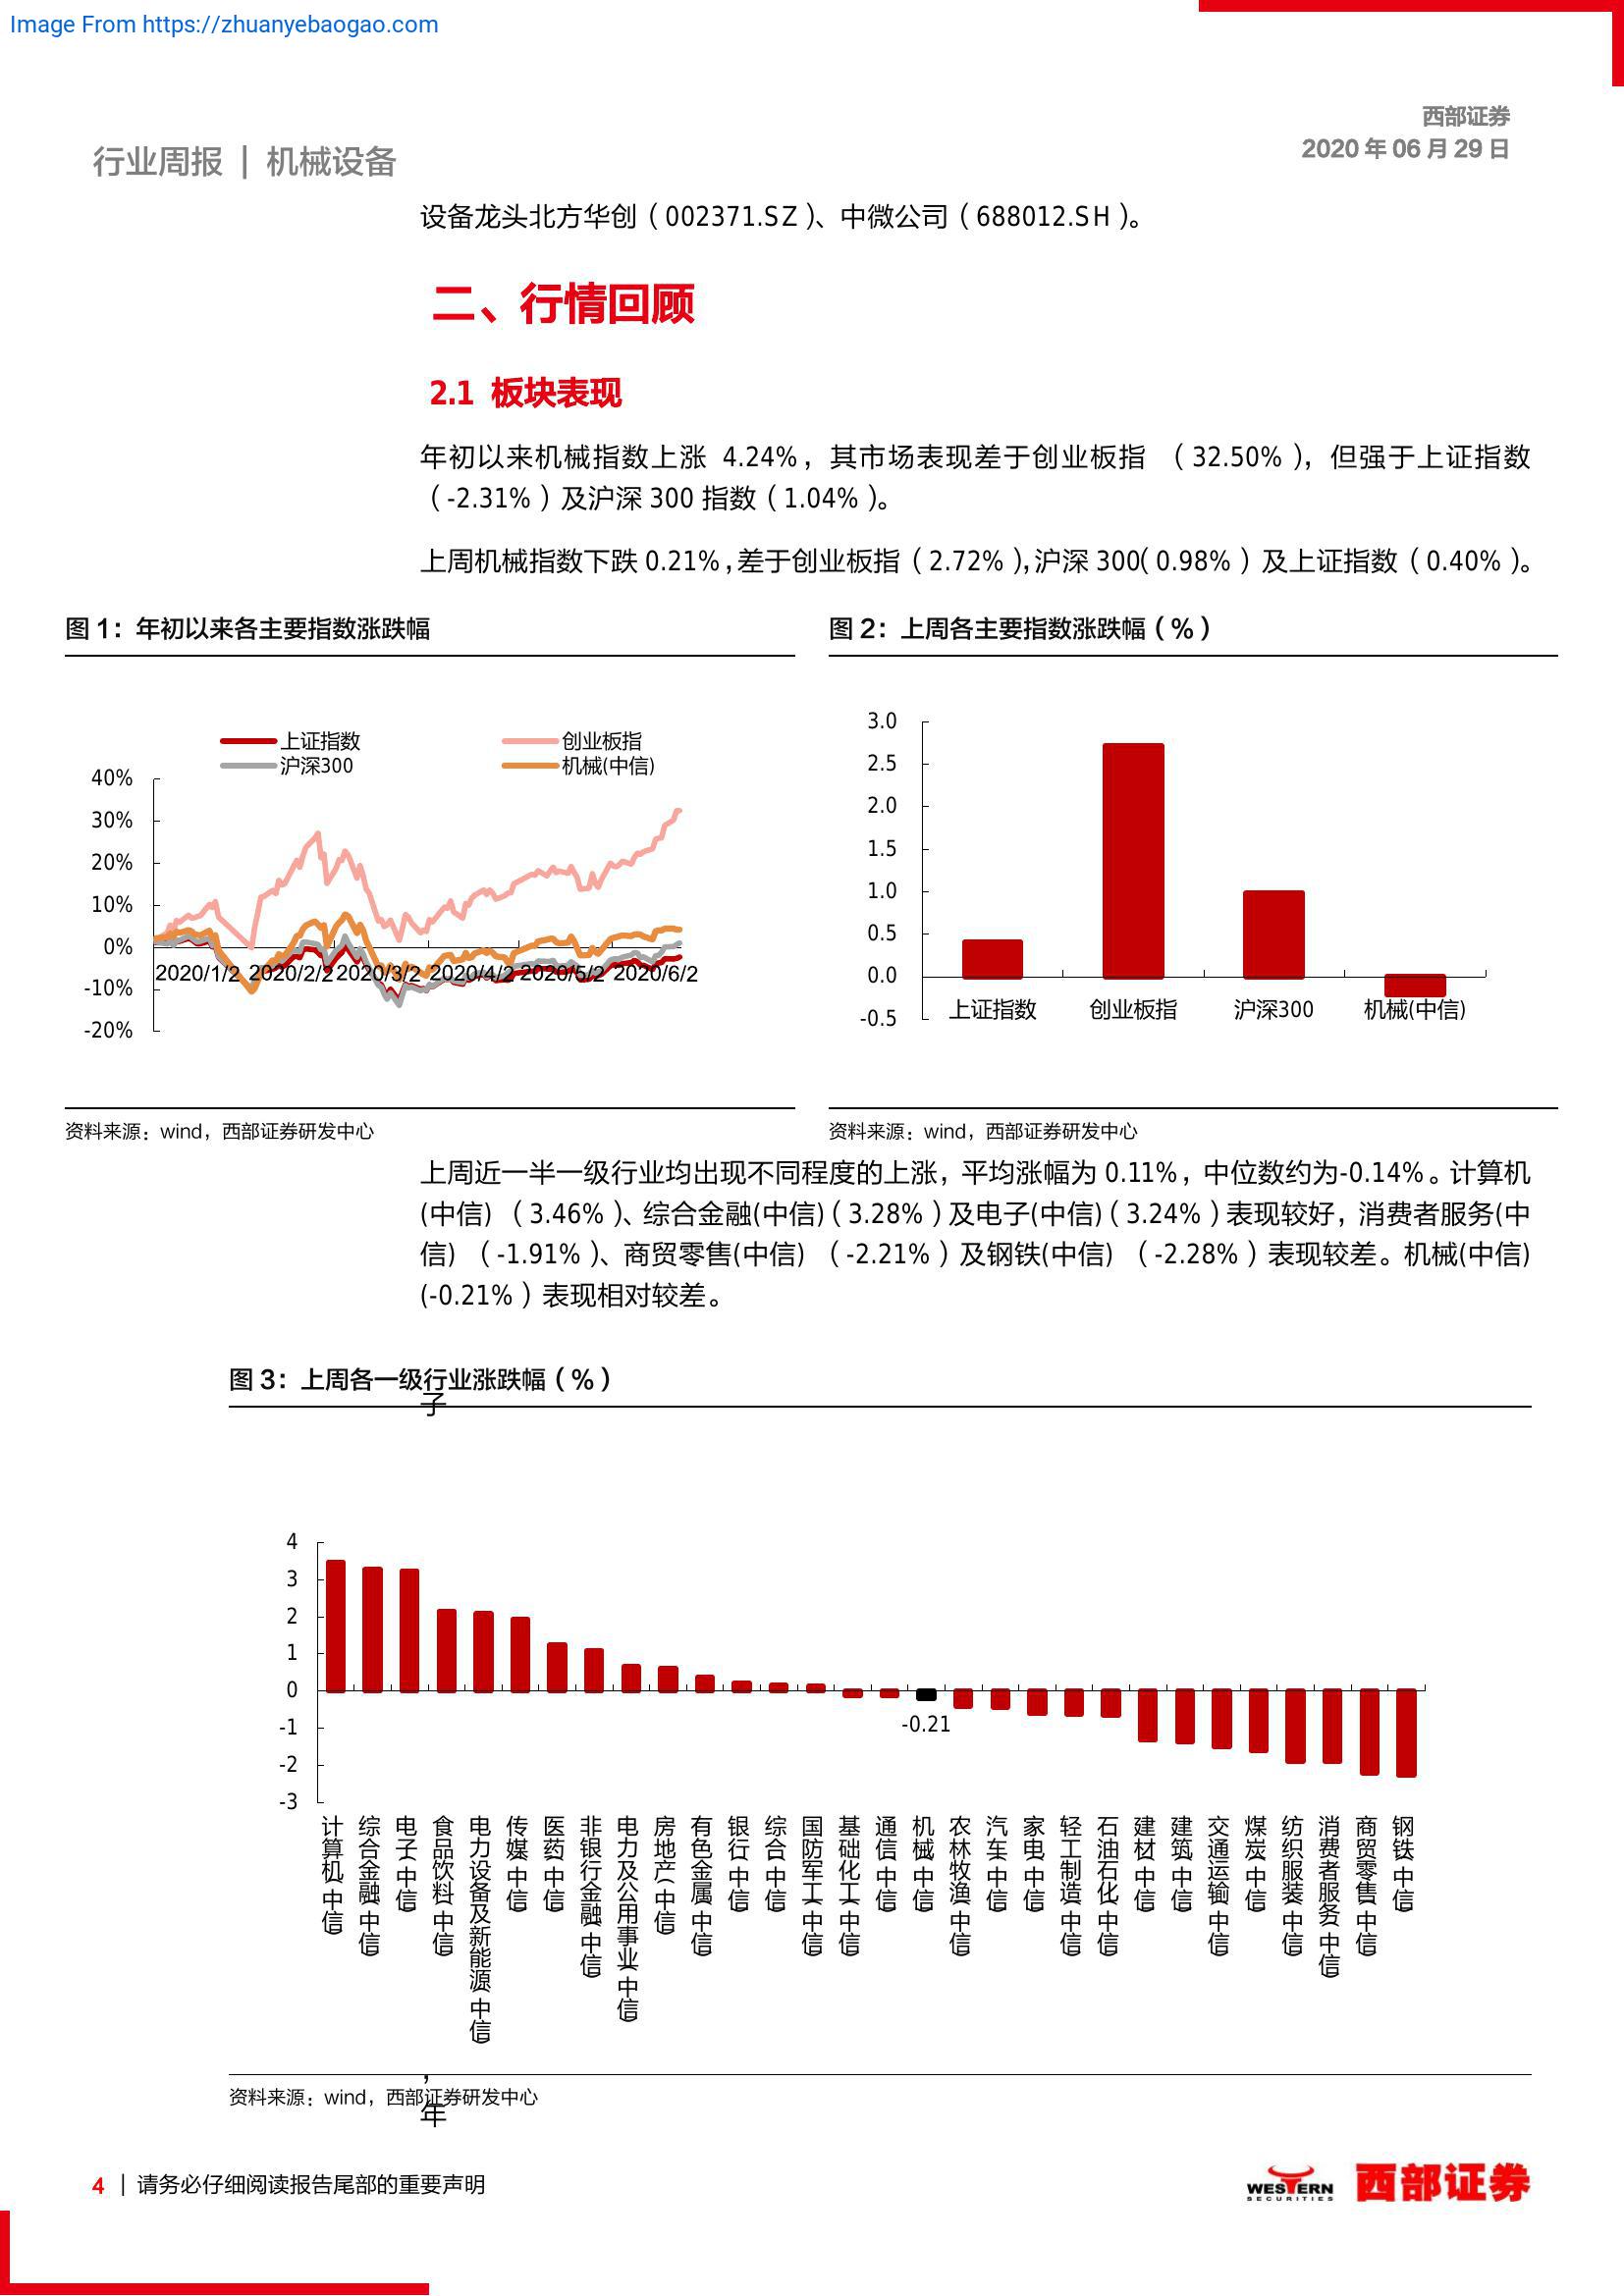 Image From https://zhuanyebaogao.com
西部证券
2020 年 06 月 29 日
行业周报 | 机械设备
设备龙头北方华创（002371.SZ）、中微公司（688012.SH）。
二、行情回顾
2.1 板块表现
年初以来机械指数上涨 4.24%，其市场表现差于创业板指 （32.50%），但强于上证指数
（-2.31%）及沪深 300 指数（1.04%）。
上周机械指数下跌 0.21%，差于创业板指（2.72%），沪深 300(0.98%）及上证指数（0.40%）。
图 1：年初以来各主要指数涨跌幅
上证指数 创业板指
沪深300 机械(中信)
40%
30%
20%
10%
0%
-10%
-20%
2020/1/2 2020/2/2 2020/3/2 2020/4/2 2020/5/2 2020/6/2
资料来源：wind，西部证券研发中心
图 2：上周各主要指数涨跌幅（%）
3.0
2.5
2.0
1.5
1.0
0.5
0.0
-0.5
上证指数 创业板指 沪深300 机械(中信)
资料来源：wind，西部证券研发中心
上周近一半一级行业均出现不同程度的上涨，平均涨幅为 0.11%，中位数约为-0.14%。计算机
(中信) （3.46%）、综合金融(中信)（3.28%）及电子(中信)（3.24%）表现较好，消费者服务(中
信) （-1.91%）、商贸零售(中信) （-2.21%）及钢铁(中信) （-2.28%）表现较差。机械(中信)
(-0.21%）表现相对较差。
图 3：上周各一级行业涨跌幅（%）
子
4
3
2
1
0
-1
-2
-3
-0.21
计算机(中信)
综合金融(中信)
电子(中信)
食品饮料(中信)
电力设备及新能源(中信)
传媒(中信)
医药(中信)
非银行金融(中信)
电力及公用事业(中信)
房地产(中信)
有色金属(中信)
银行(中信)
综合(中信)
国防军工(中信)
基础化工(中信)
通信(中信)
机械(中信)
农林牧渔(中信)
汽车(中信)
家电(中信)
轻工制造(中信)
石油石化(中信)
建材(中信)
建筑(中信)
交通运输(中信)
煤炭(中信)
纺织服装(中信)
消费者服务(中信)
商贸零售(中信)
钢铁(中信)
，
资料来源：wind，西部证券研发中心
年
4 | 请务必仔细阅读报告尾部的重要声明
WESTERN
SECURITIES
西部证券